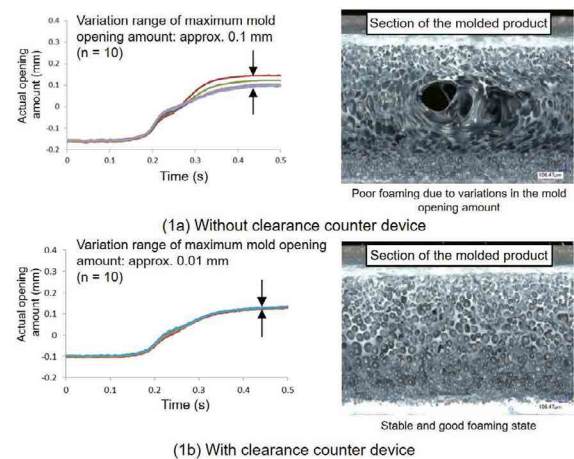 Variation range of maximum mold
opening amount: approx. 0.1 mm
(n = 10)
Actual opening
amount (mm)
0.4
0.3
0.2
0.1
0
-0.1
-0.2
0
0.1
0.2
0.3
0.4
0.5
Time (s)
Section of the molded product
106.47μm
Poor foaming due to variations in the mold
opening amount
(1a) Without clearance counter device
Variation range of maximum mold opening
amount: approx. 0.01 mm
(n = 10)
Actual opening
amount (mm)
0.4
0.3
0.2
0.1
0
-0.1
-0.2
0
0.1
0.2
0.3
0.4
0.5
Time (s)
Section of the molded product
106.47μm
Stable and good foaming state
(1b) With clearance counter device